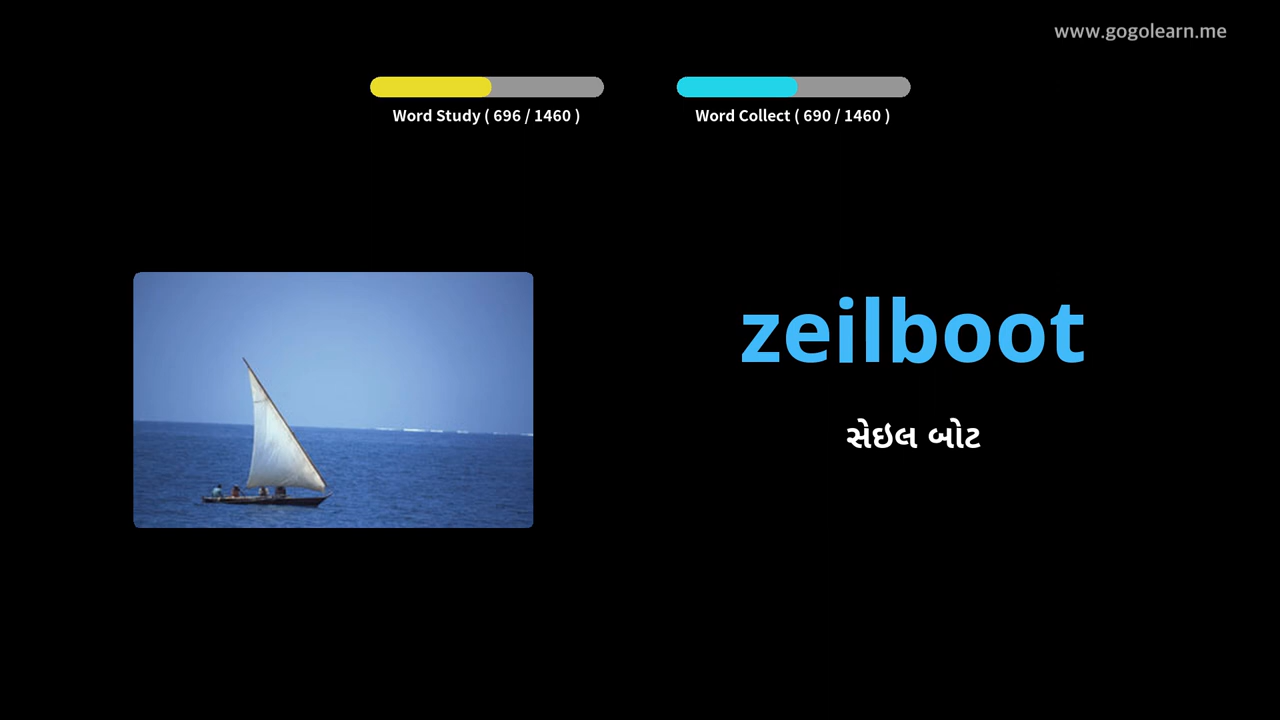 www.gogolearn.me
Word Study ( 696 / 1460 )
Word Collect ( 690 / 1460 )
zeilboot
સેઇલ બોટ